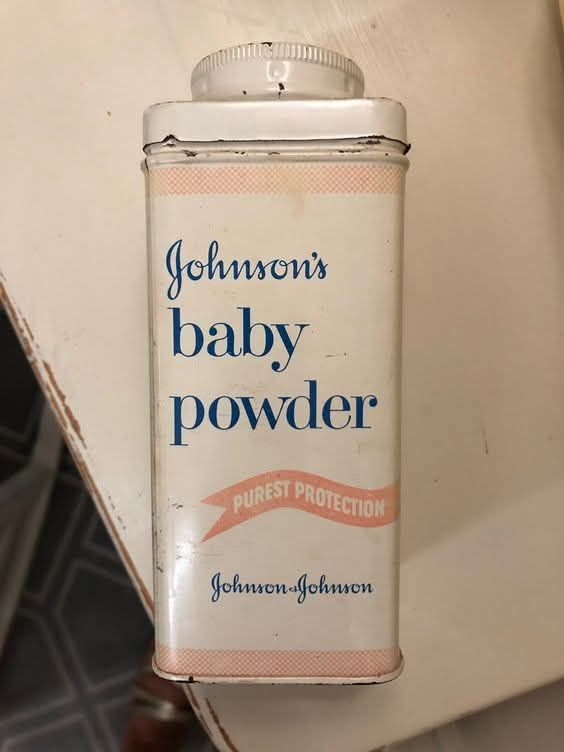 Johnson's
baby
powder
PUREST PROTECTION
Johnson & Johnson